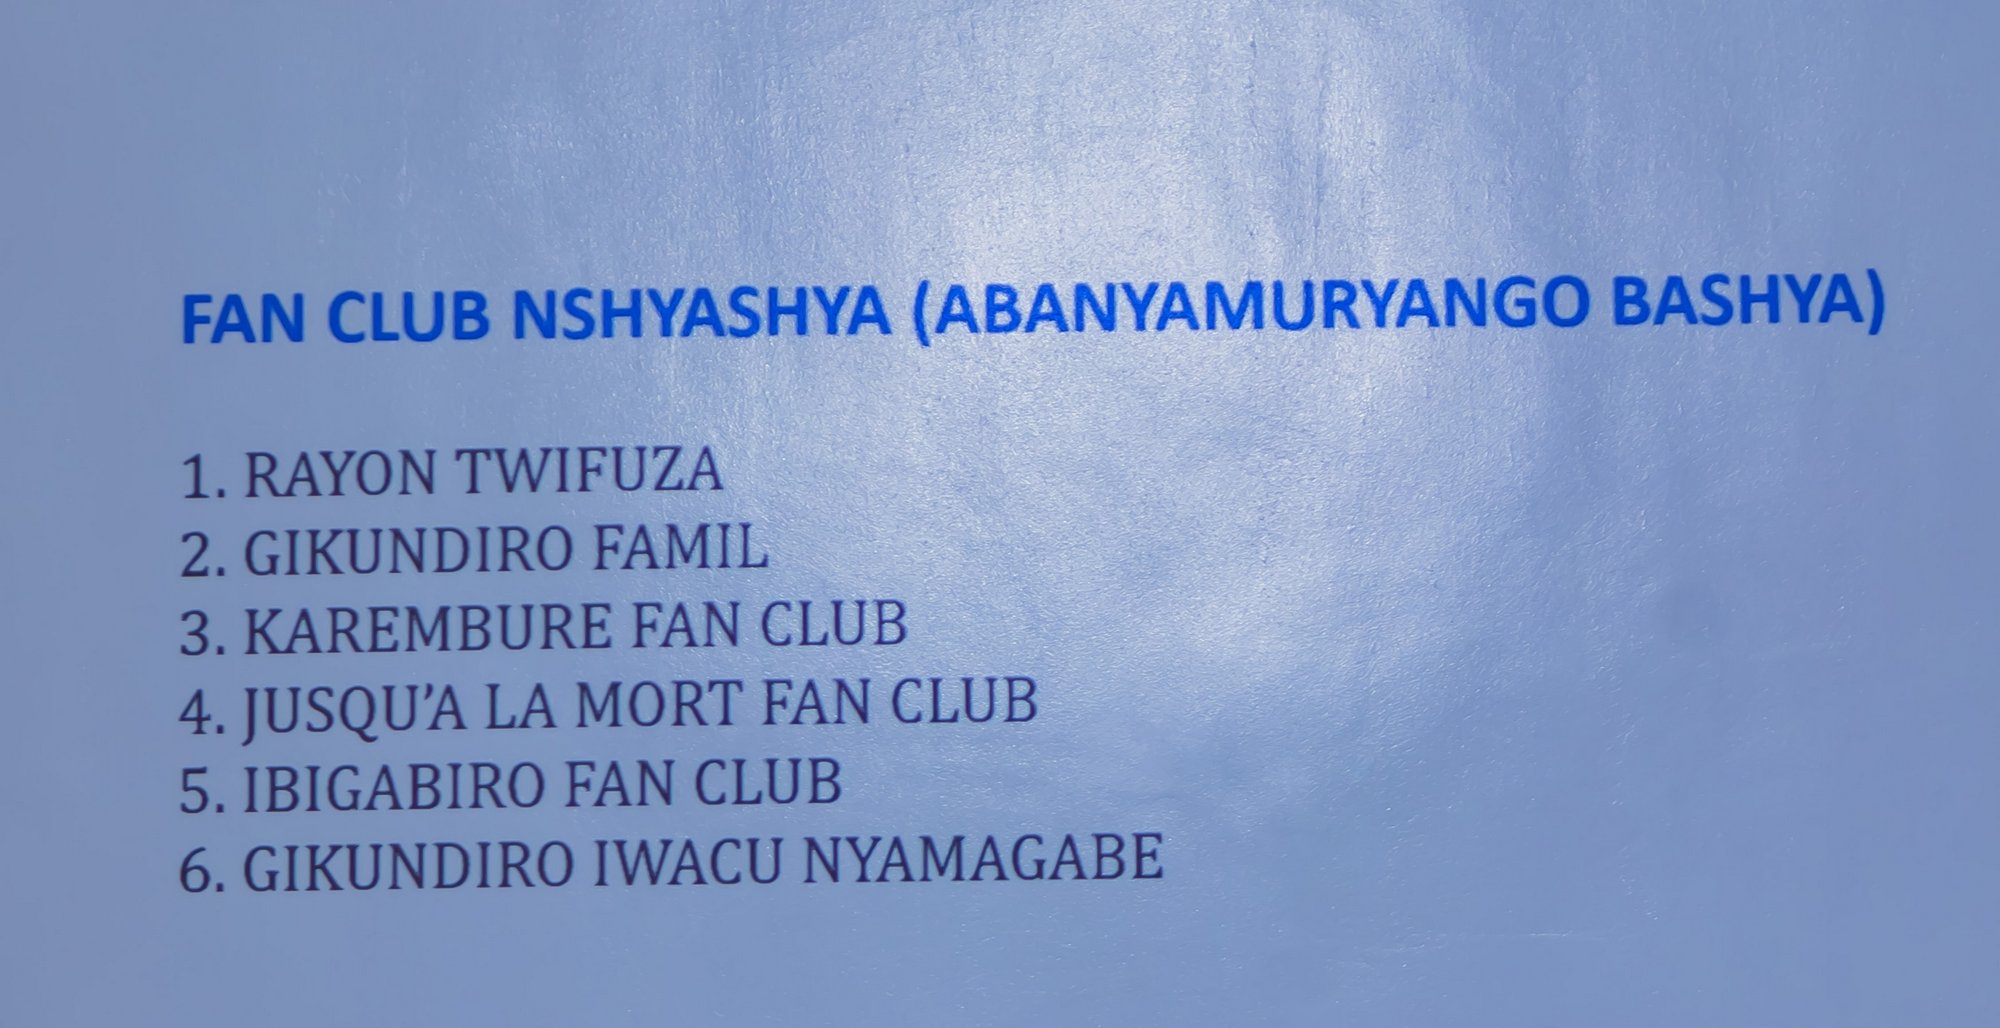 FAN CLUB NSHYASHYA (ABANYAMURYANGO BASHYA)
1. RAYON TWIFUZA
2. GIKUNDIRO FAMIL
3. KAREMBURE FAN CLUB
4. JUSQU’A LA MORT FAN CLUB
5. IBIGABIRO FAN CLUB
6. GIKUNDIRO IWACU NYAMAGABE